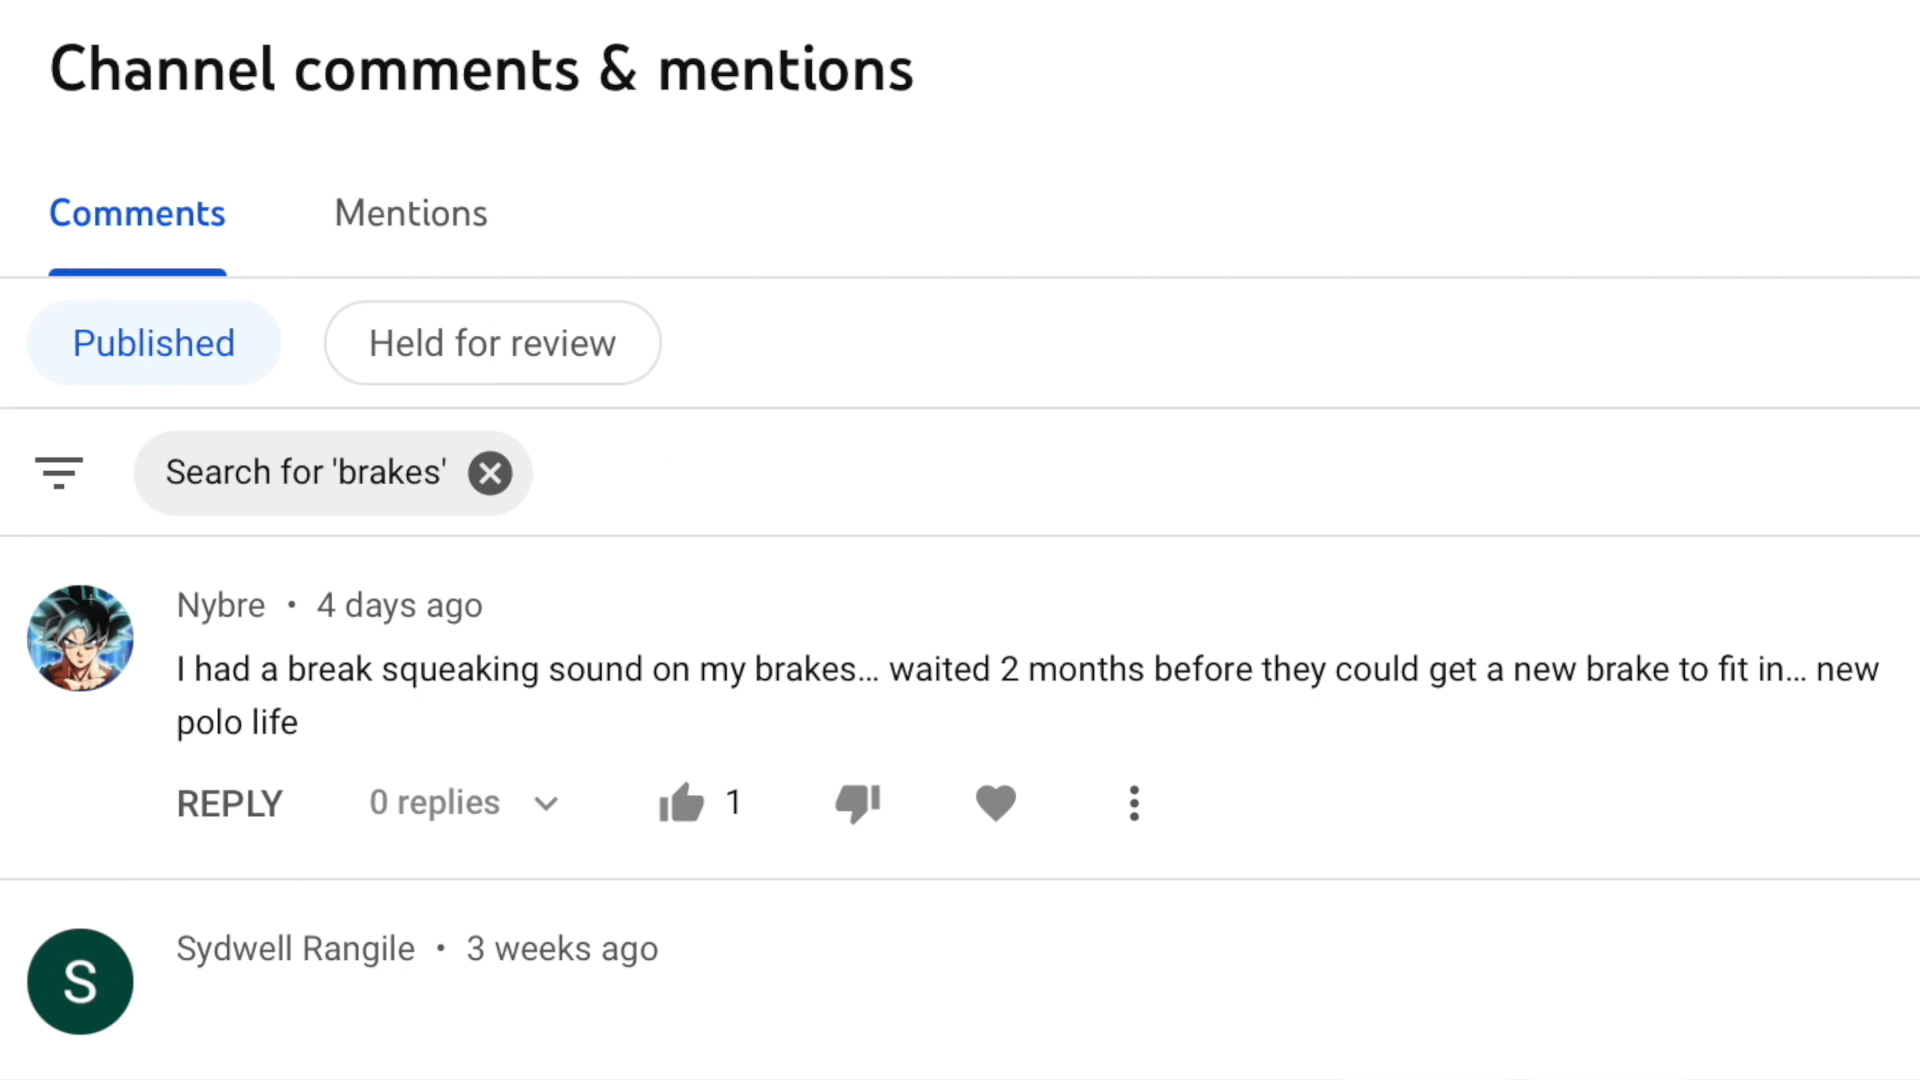 Channel comments & mentions
Comments Mentions
Published Held for review
Search for 'brakes'
Nybre • 4 days ago
I had a break squeaking sound on my brakes... waited 2 months before they could get a new brake to fit in... new
polo life
REPLY 0 replies 1
S Sydwell Rangile • 3 weeks ago